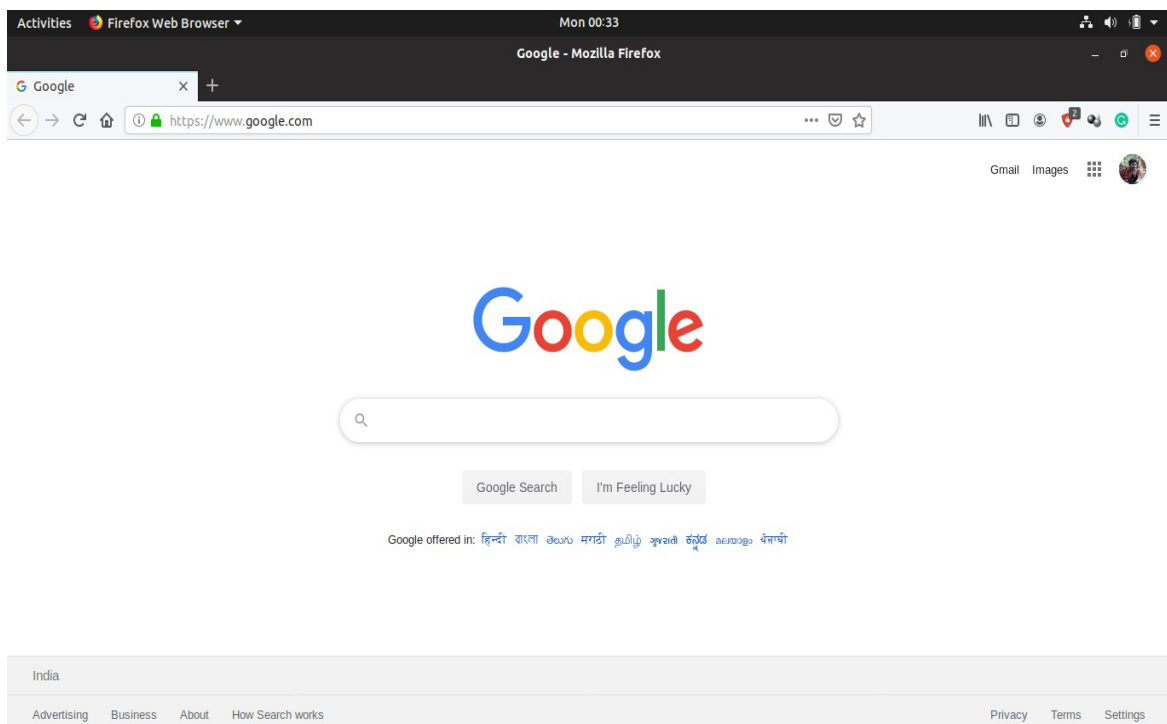 Activities Firefox Web Browser Mon 00:33
Google - Mozilla Firefox
Google
https://www.google.com
2
Gmail Images
Google
Google Search I'm Feeling Lucky
Google offered in: हिन्दी বাংলা తెలుగు मराठी தமிழ் ગુજરાતી ಕನ್ನಡ മലയാളം ਪੰਜਾਬੀ
India
Advertising Business About How Search works Privacy Terms Settings